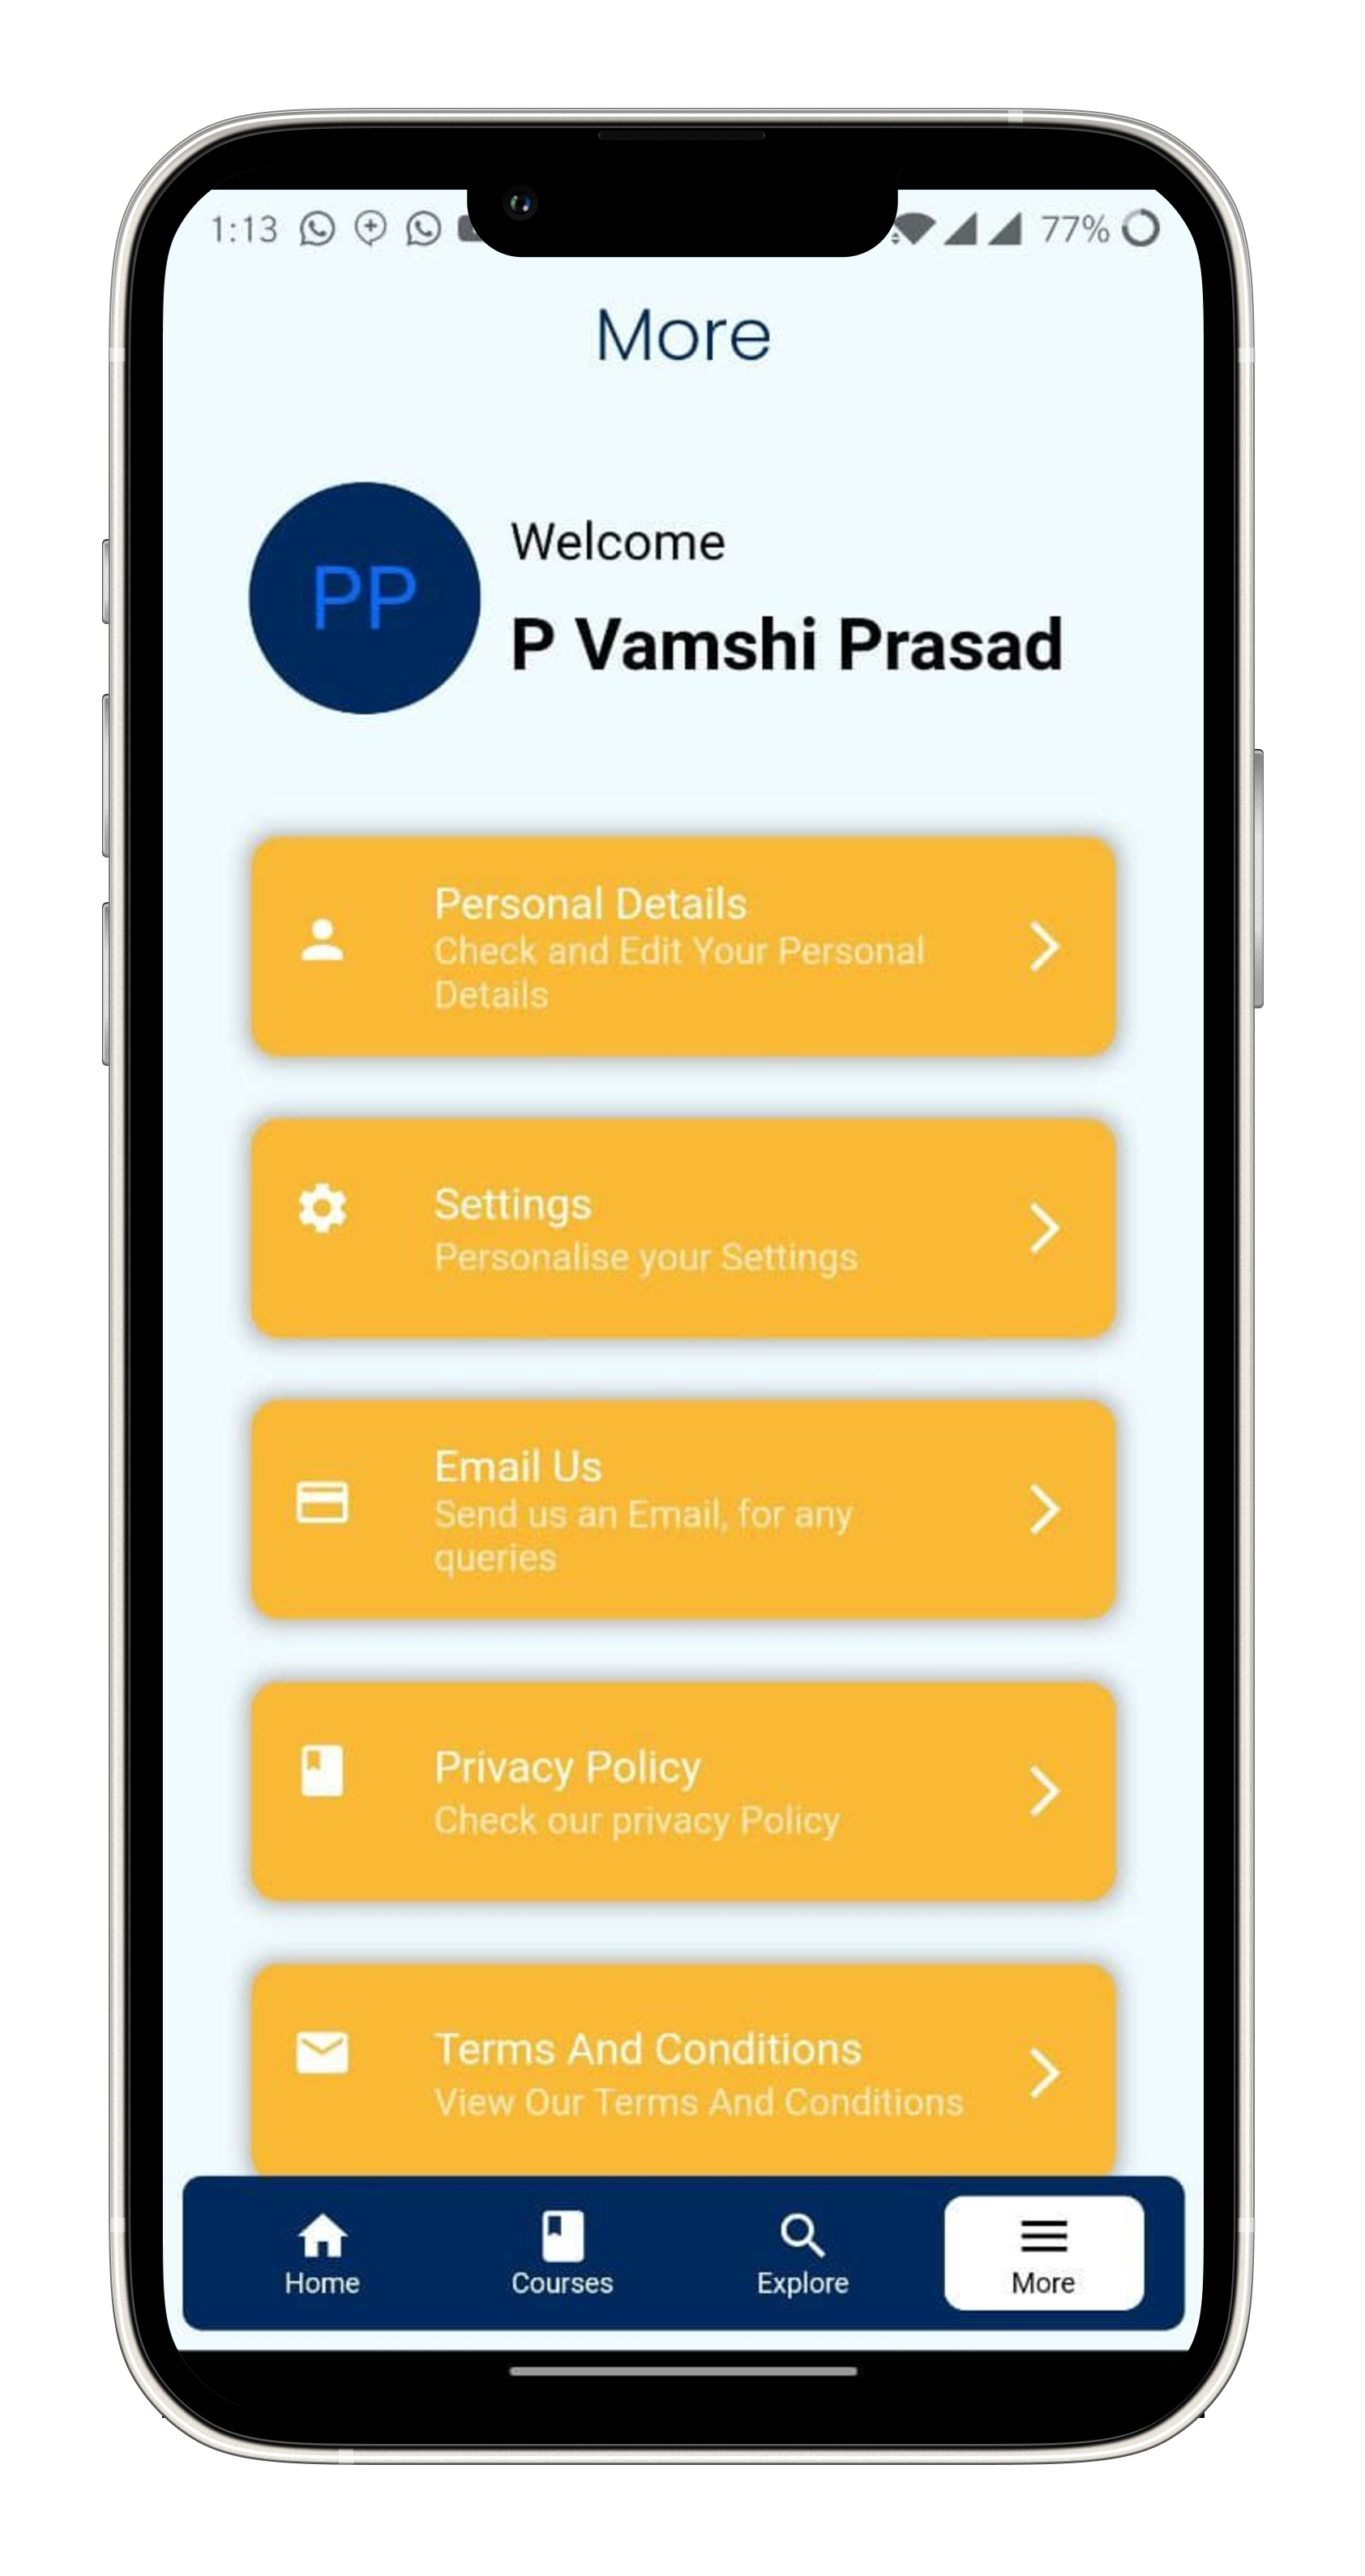 1:13 77%
More
PP
Welcome
P Vamshi Prasad
Personal Details
Check and Edit Your Personal
Details
Settings
Personalise your Settings
Email Us
Send us an Email, for any
queries
Privacy Policy
Check our privacy Policy
Terms And Conditions
View Our Terms And Conditions
Home Courses Explore More